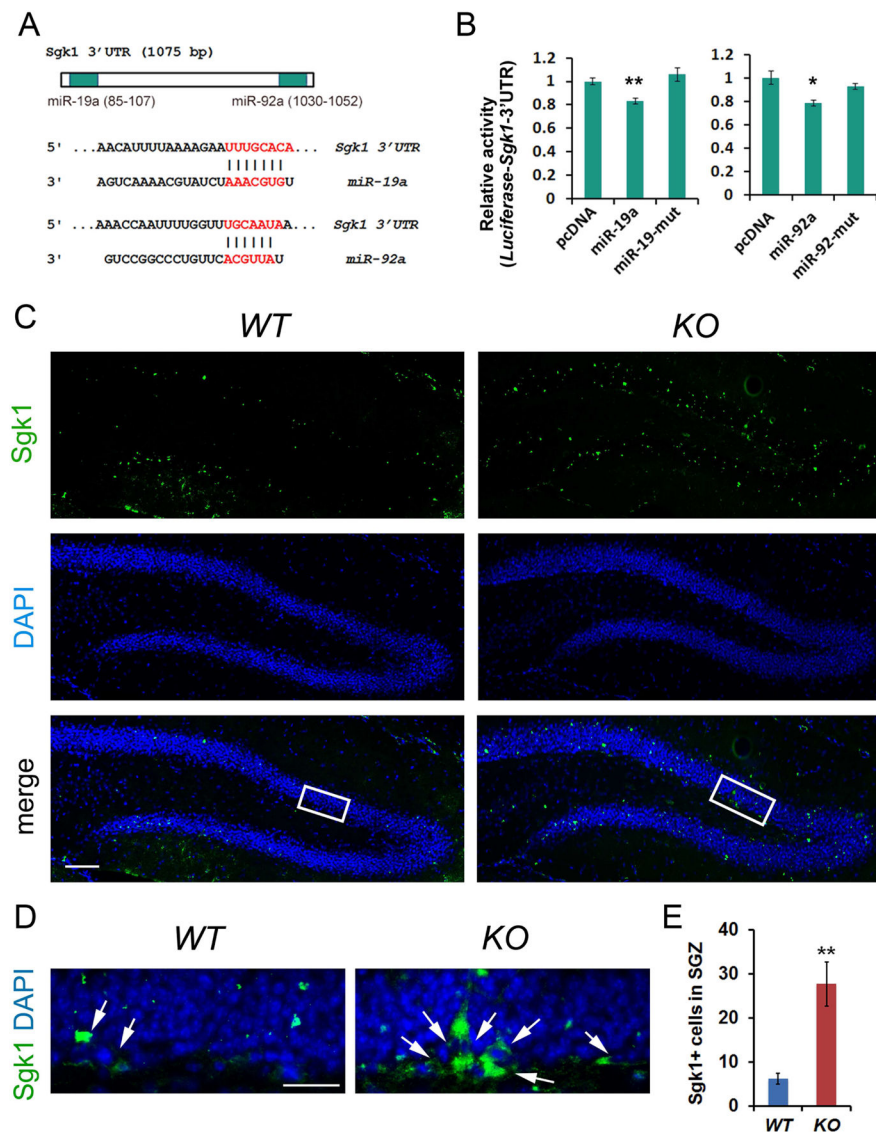 A
Sgk1 3'UTR (1075 bp)
miR-19a (85-107) miR-92a (1030-1052)
5' ...AACAUUUUAAAAGAAUUUGCACA... Sgk1 3'UTR
3' AGUCAAAACGUAUCUAAACGUGU miR-19a
5' ...AAACCAAUUUUGGUUUGCAAUAA... Sgk1 3'UTR
3' GUCCGGCCCUGUUCACGUUAU miR-92a
B
Relative activity
(Luciferase-Sgk1-3'UTR)
1.2
1
0.8
0.6
0.4
0.2
0
**
pcDNA
miR-19a
miR-19-mut
1.2
1
0.8
0.6
0.4
0.2
0
*
pcDNA
miR-92a
miR-92-mut
C
WT KO
Sgk1
DAPI
merge
D
WT KO
Sgk1 DAPI
E
Sgk1+ cells in SGZ
40
30
20
10
0
**
WT KO